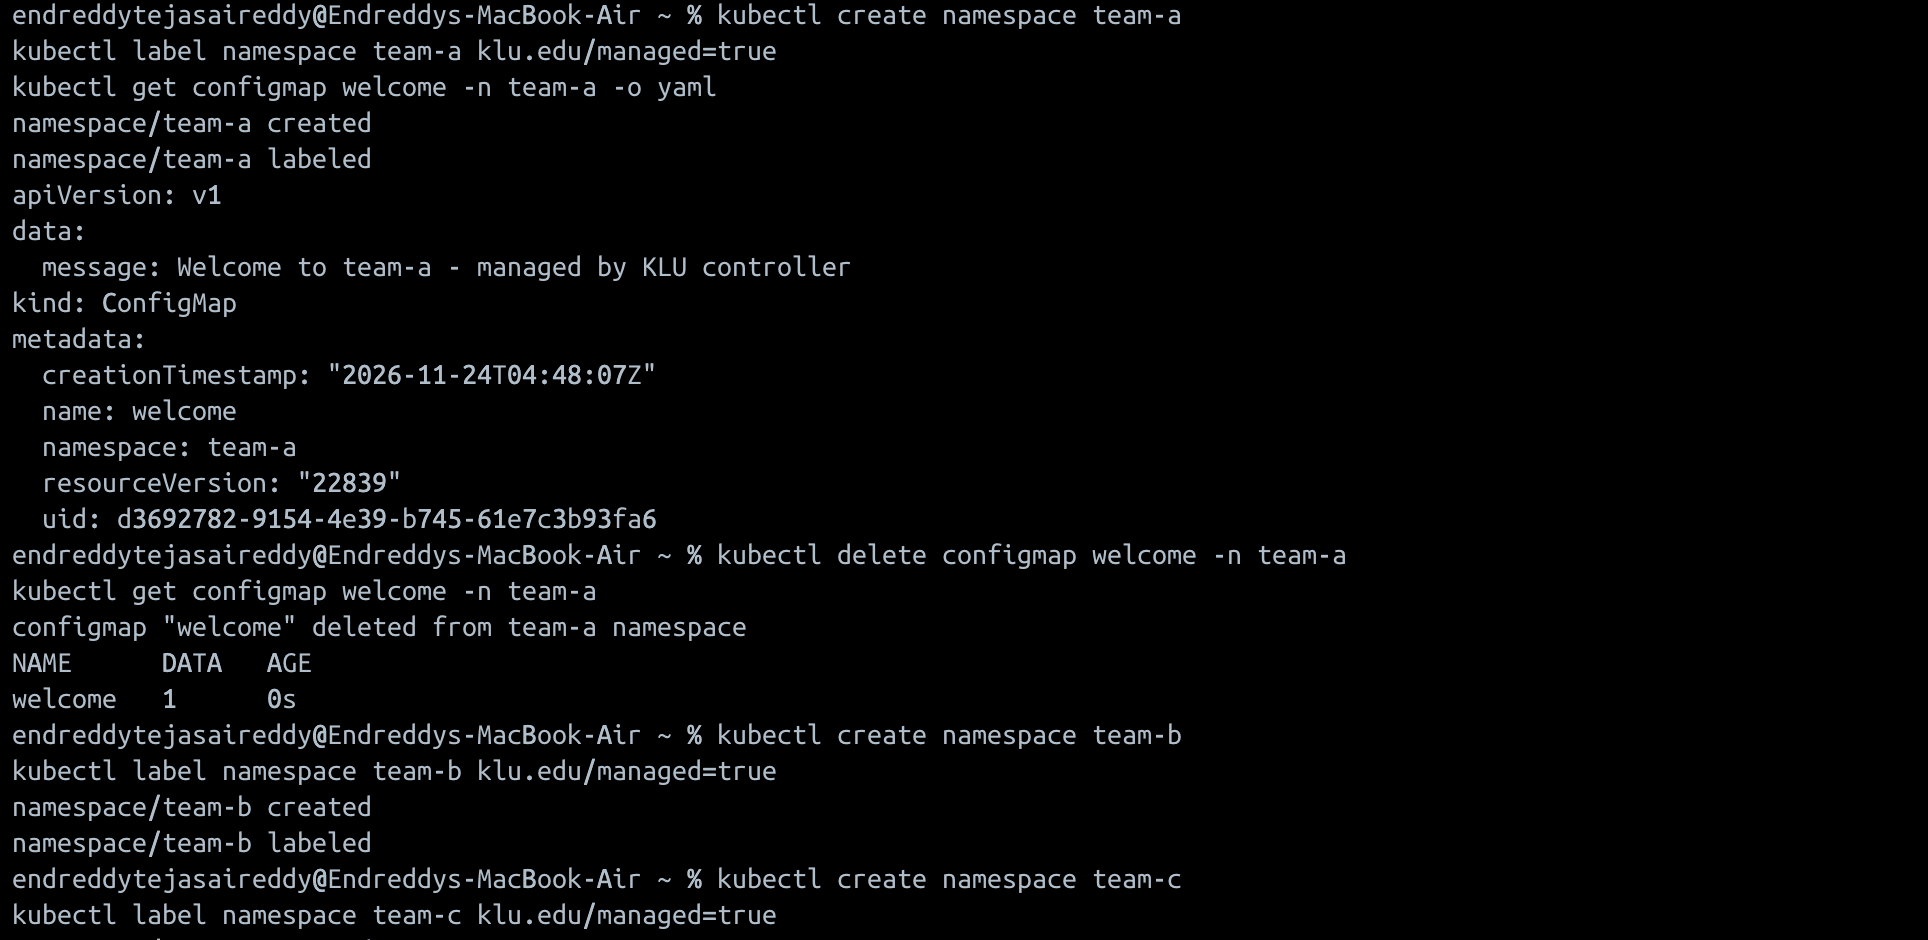 endreddytejasaireddy@Endreddys-MacBook-Air ~ % kubectl create namespace team-a
kubectl label namespace team-a klu.edu/managed=true
kubectl get configmap welcome -n team-a -o yaml
namespace/team-a created
namespace/team-a labeled
apiVersion: v1
data:
  message: Welcome to team-a - managed by KLU controller
kind: ConfigMap
metadata:
  creationTimestamp: "2026-11-24T04:48:07Z"
  name: welcome
  namespace: team-a
  resourceVersion: "22839"
  uid: d3692782-9154-4e39-b745-61e7c3b93fa6
endreddytejasaireddy@Endreddys-MacBook-Air ~ % kubectl delete configmap welcome -n team-a
kubectl get configmap welcome -n team-a
configmap "welcome" deleted from team-a namespace
NAME      DATA   AGE
welcome   1      0s
endreddytejasaireddy@Endreddys-MacBook-Air ~ % kubectl create namespace team-b
kubectl label namespace team-b klu.edu/managed=true
namespace/team-b created
namespace/team-b labeled
endreddytejasaireddy@Endreddys-MacBook-Air ~ % kubectl create namespace team-c
kubectl label namespace team-c klu.edu/managed=true